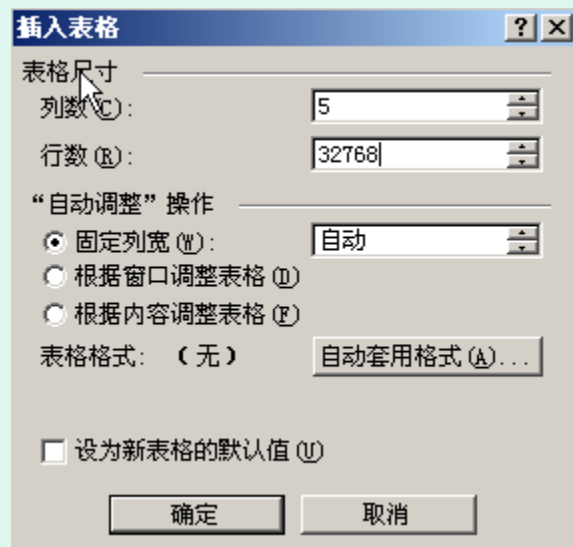 插入表格
表格尺寸
列数(C): 5
行数(R): 32768
“自动调整”操作
固定列宽(W): 自动
根据窗口调整表格(D)
根据内容调整表格(F)
表格格式: (无) 自动套用格式(A)...
设为新表格的默认值(U)
确定 取消